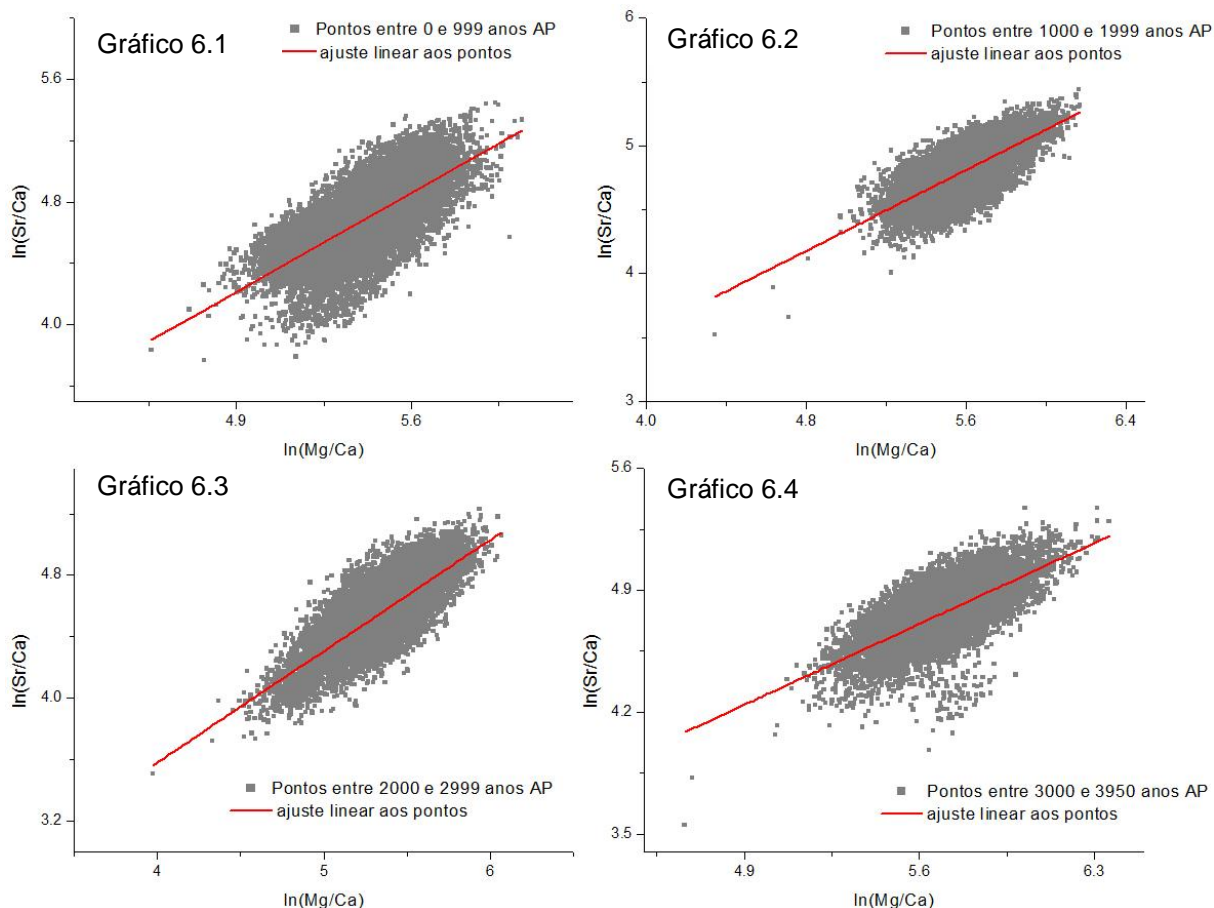 Gráfico 6.1
Pontos entre 0 e 999 anos AP
ajuste linear aos pontos
5.6
4.8
4.0
ln(Sr/Ca)
4.9
5.6
ln(Mg/Ca)
Gráfico 6.2
Pontos entre 1000 e 1999 anos AP
ajuste linear aos pontos
6
5
4
3
ln(Sr/Ca)
4.0
4.8
5.6
6.4
ln(Mg/Ca)
Gráfico 6.3
4.8
4.0
3.2
ln(Sr/Ca)
Pontos entre 2000 e 2999 anos AP
ajuste linear aos pontos
4
5
6
ln(Mg/Ca)
Gráfico 6.4
5.6
4.9
4.2
3.5
ln(Sr/Ca)
Pontos entre 3000 e 3950 anos AP
ajuste linear aos pontos
4.9
5.6
6.3
ln(Mg/Ca)